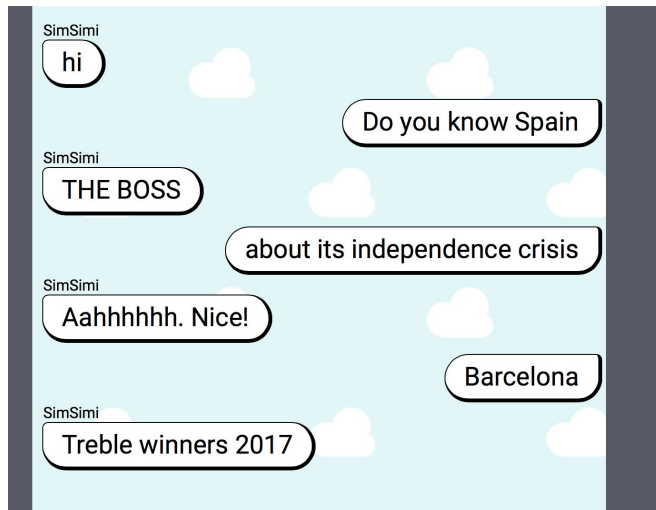 SimSimi
hi
Do you know Spain
SimSimi
THE BOSS
about its independence crisis
SimSimi
Aahhhhhh. Nice!
Barcelona
SimSimi
Treble winners 2017